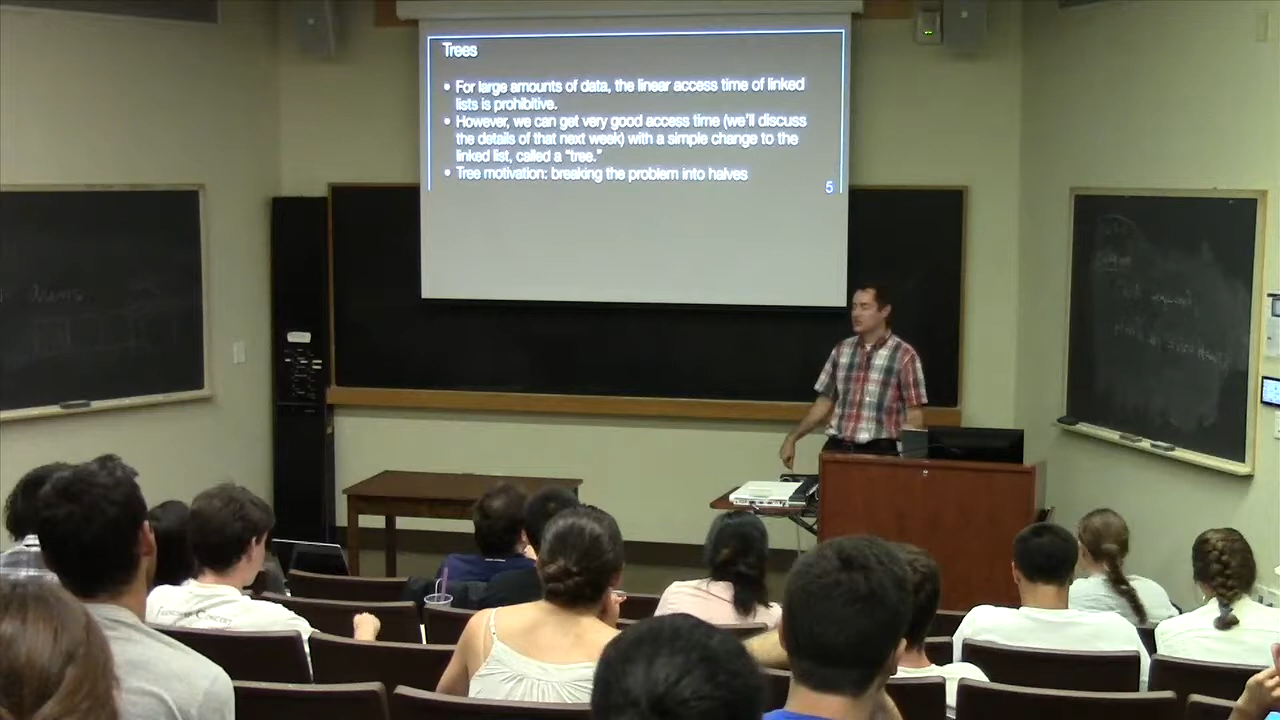 Trees
• For large amounts of data, the linear access time of linked
lists is prohibitive.
• However, we can get very good access time (we'll discuss
the details of that next week) with a simple change to the
linked list, called a “tree.”
• Tree motivation: breaking the problem into halves
5